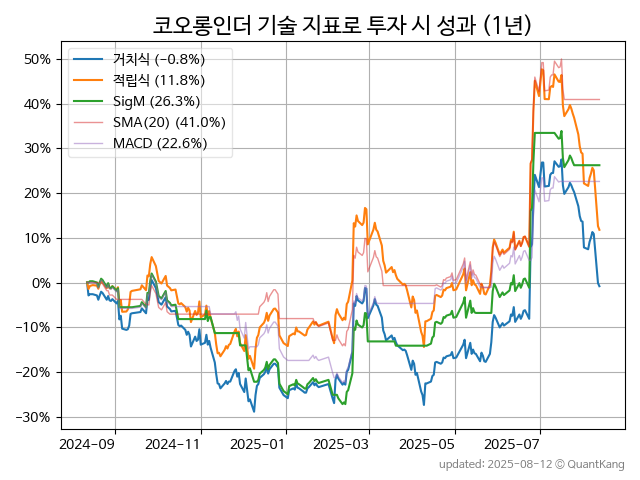 코오롱인더 기술 지표로 투자 시 성과 (1년)
거치식 (−0.8%)
적립식 (11.8%)
SigM (26.3%)
SMA(20) (41.0%)
MACD (22.6%)
50%
40%
30%
20%
10%
0%
−10%
−20%
−30%
2024-09
2024-11
2025-01
2025-03
2025-05
2025-07
updated: 2025-08-12 © QuantKang